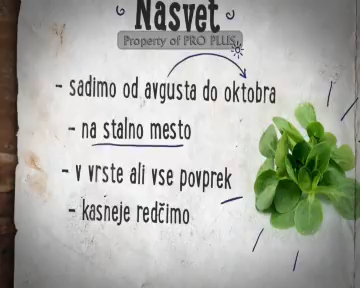 Nasvet
Property of PRO PLUS
- sadimo od avgusta do oktobra
- na stalno mesto
- v vrste ali vse povprek
- kasneje redčimo